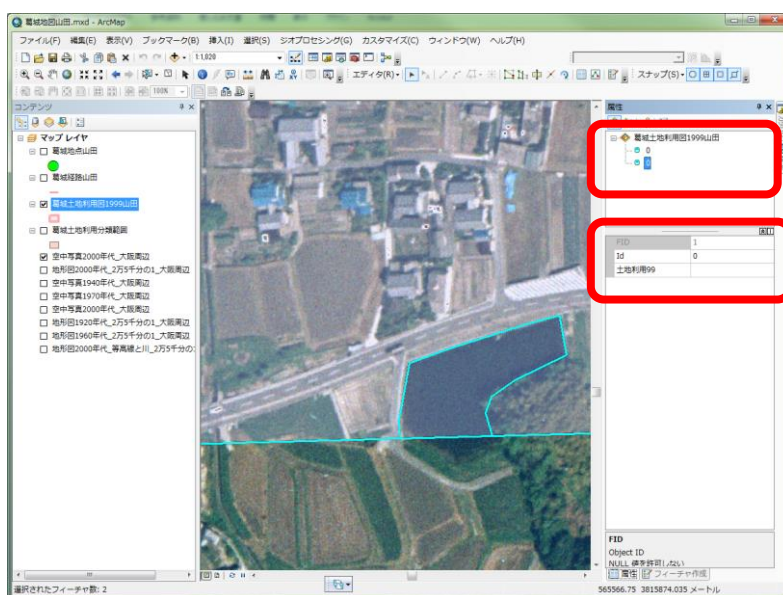 葛城地図山田.mxd - ArcMap
ファイル(F) 編集(E) 表示(V) ブックマーク(B) 挿入(I) 選択(S) ジオプロセシング(G) カスタマイズ(C) ウィンドウ(W) ヘルプ(H)
1:1,820
エディタ(R)▾ スナップ(S)▾
100%
コンテンツ
マップ レイヤ
葛城地点山田
葛城経路山田
葛城土地利用図1999山田
葛城土地利用分類範囲
空中写真2000年代_大阪周辺
地形図2000年代_2万5千分の1_大阪周辺
空中写真1940年代_大阪周辺
空中写真1970年代_大阪周辺
空中写真2000年代_大阪周辺
地形図1920年代_2万5千分の1_大阪周辺
地形図1960年代_2万5千分の1_大阪周辺
地形図2000年代_等高線と川_2万5千分の
属性
葛城土地利用図1999山田
0
0
FID 1
Id 0
土地利用99
FID
Object ID
NULL 値を許可しない
属性 フィーチャ作成
選択されたフィーチャ数: 2
565566.75 3815874.035 メートル